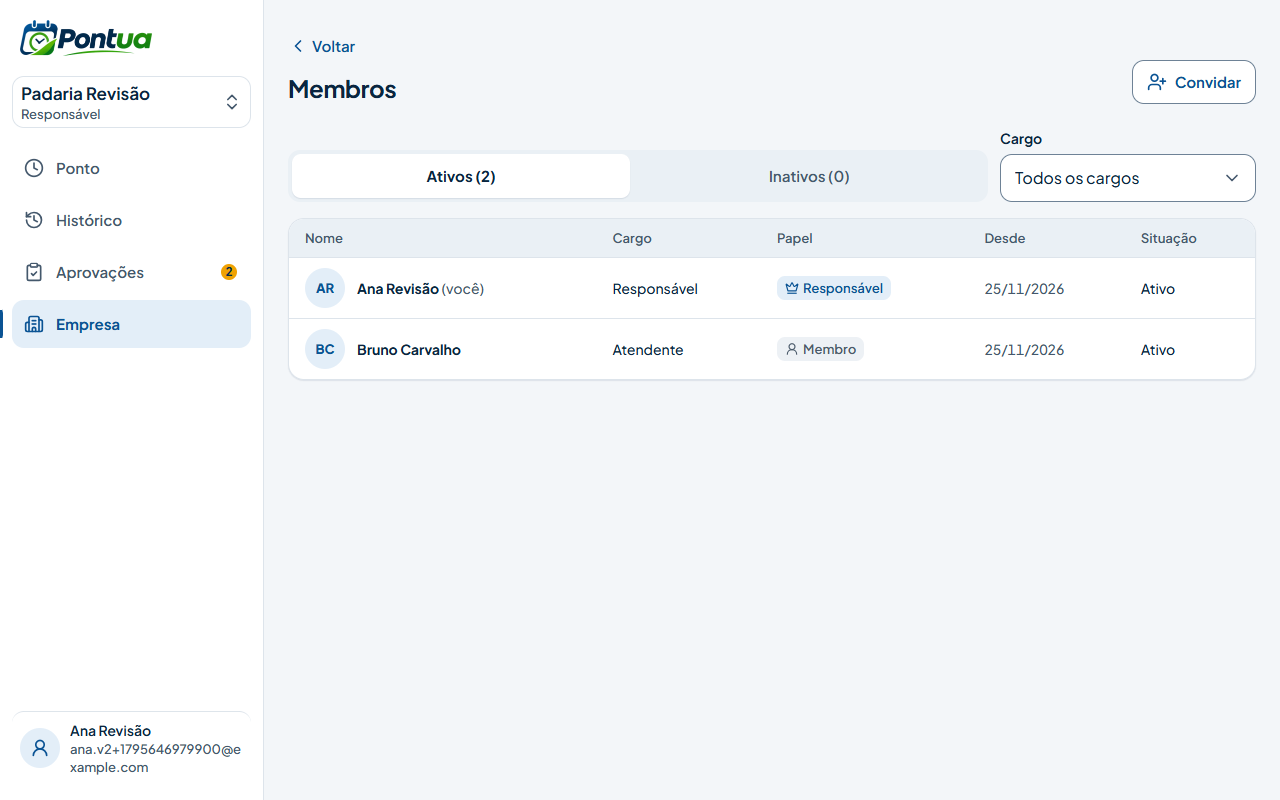 Pontua
Padaria Revisão
Responsável
Ponto
Histórico
Aprovações 2
Empresa
Ana Revisão
ana.v2+1795646979900@e
xample.com
Voltar
Membros
Convidar
Ativos (2)
Inativos (0)
Cargo
Todos os cargos
Nome Cargo Papel Desde Situação
AR Ana Revisão (você) Responsável Responsável 25/11/2026 Ativo
BC Bruno Carvalho Atendente Membro 25/11/2026 Ativo